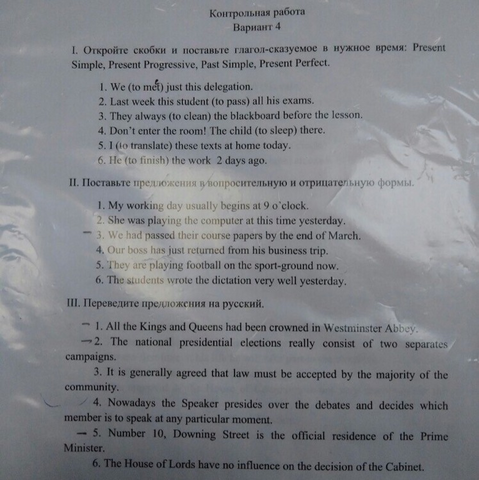 Контрольная работа
Вариант 4
I. Откройте скобки и поставьте глагол-сказуемое в нужное время: Present
Simple, Present Progressive, Past Simple, Present Perfect.
1. We (to met) just this delegation.
2. Last week this student (to pass) all his exams.
3. They always (to clean) the blackboard before the lesson.
4. Don't enter the room! The child (to sleep) there.
5. I (to translate) these texts at home today.
6. He (to finish) the work 2 days ago.
II. Поставьте предложения в вопросительную и отрицательную формы.
1. My working day usually begins at 9 o`clock.
2. She was playing the computer at this time yesterday.
3. We had passed their course papers by the end of March.
4. Our boss has just returned from his business trip.
5. They are playing football on the sport-ground now.
6. The students wrote the dictation very well yesterday.
III. Переведите предложения на русский.
1. All the Kings and Queens had been crowned in Westminster Abbey.
2. The national presidential elections really consist of two separates
campaigns.
3. It is generally agreed that law must be accepted by the majority of the
community.
4. Nowadays the Speaker presides over the debates and decides which
member is to speak at any particular moment.
5. Number 10, Downing Street is the official residence of the Prime
Minister.
6. The House of Lords have no influence on the decision of the Cabinet.